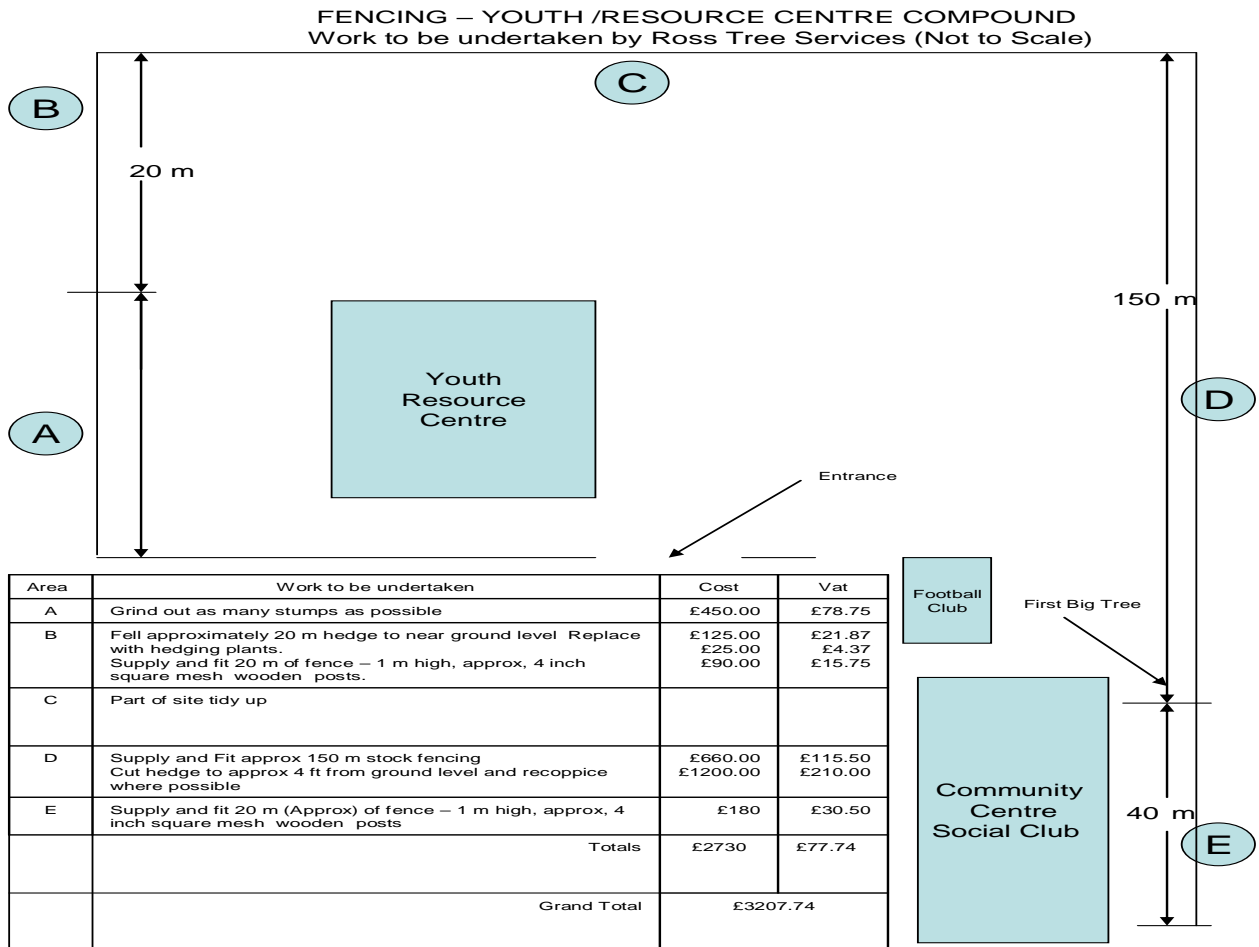 FENCING – YOUTH /RESOURCE CENTRE COMPOUND
Work to be undertaken by Ross Tree Services (Not to Scale)
B
C
20 m
150 m
Youth
Resource
Centre
A
D
Entrance
Area Work to be undertaken Cost Vat
A Grind out as many stumps as possible £450.00 £78.75
B Fell approximately 20 m hedge to near ground level Replace £125.00 £21.87
with hedging plants. £25.00 £4.37
Supply and fit 20 m of fence – 1 m high, approx, 4 inch £90.00 £15.75
square mesh wooden posts.
C Part of site tidy up
D Supply and Fit approx 150 m stock fencing £660.00 £115.50
Cut hedge to approx 4 ft from ground level and recoppice £1200.00 £210.00
where possible
E Supply and fit 20 m (Approx) of fence – 1 m high, approx, 4 £180 £30.50
inch square mesh wooden posts
Totals £2730 £77.74
Grand Total £3207.74
Football
Club
First Big Tree
Community
Centre
Social Club
40 m
E